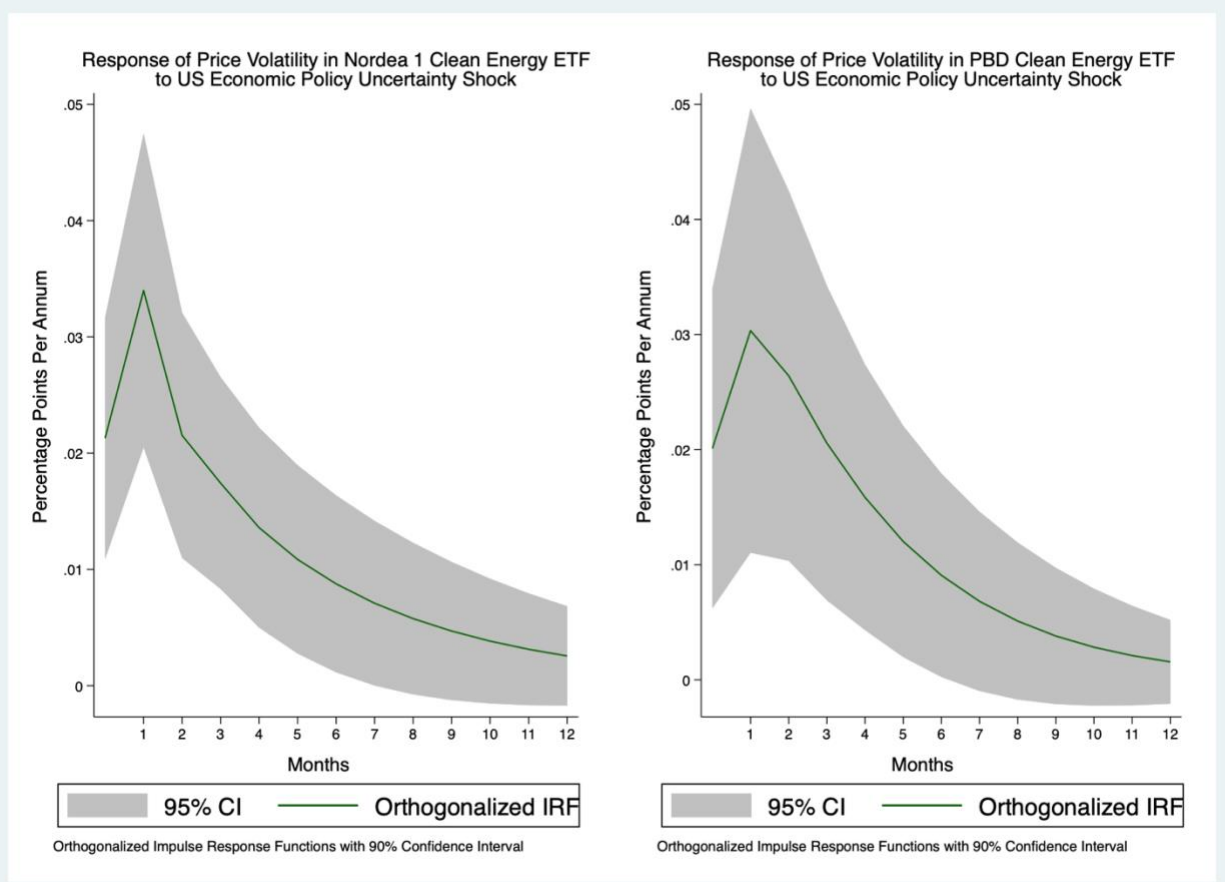 Response of Price Volatility in Nordea 1 Clean Energy ETF
to US Economic Policy Uncertainty Shock
.05
.04
.03
.02
.01
0
Percentage Points Per Annum
1 2 3 4 5 6 7 8 9 10 11 12
Months
95% CI Orthogonalized IRF
Orthogonalized Impulse Response Functions with 90% Confidence Interval
Response of Price Volatility in PBD Clean Energy ETF
to US Economic Policy Uncertainty Shock
.05
.04
.03
.02
.01
0
Percentage Points Per Annum
1 2 3 4 5 6 7 8 9 10 11 12
Months
95% CI Orthogonalized IRF
Orthogonalized Impulse Response Functions with 90% Confidence Interval